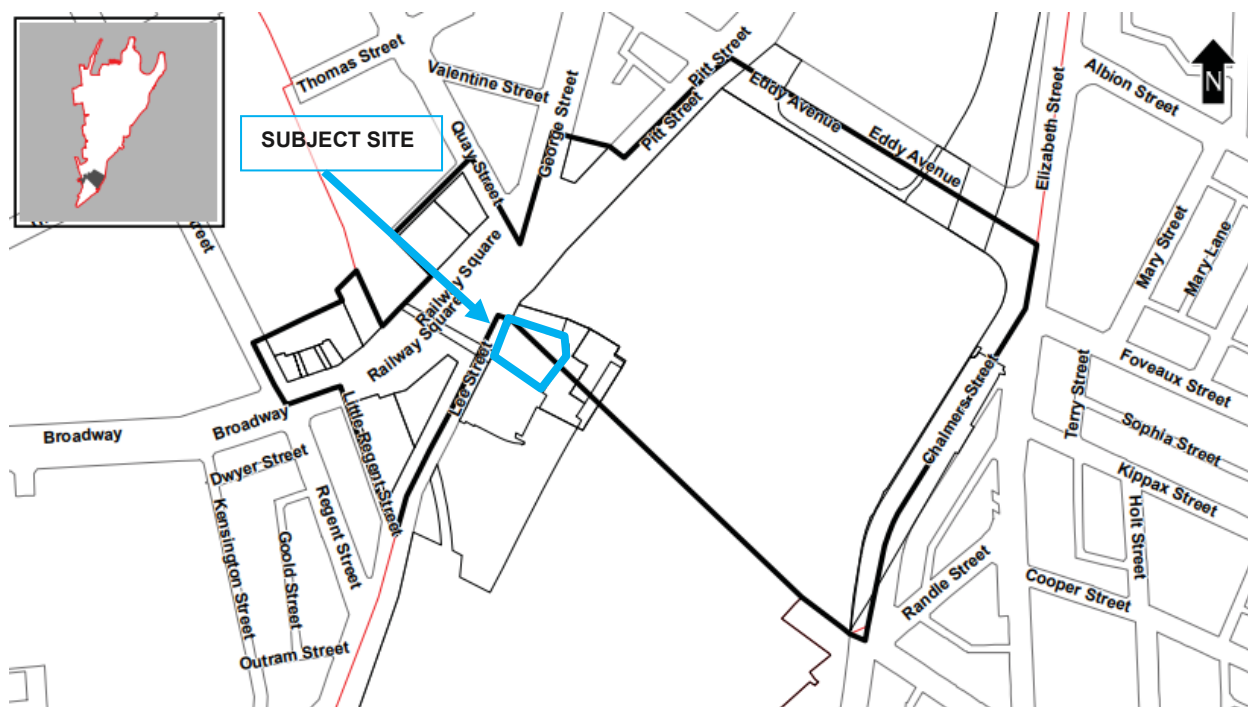 Thomas Street
Valentine Street
Pitt Street
Pitt Street
Eddy Avenue
Eddy Avenue
Elizabeth Street
Albion Street
N
SUBJECT SITE
Quay Street
George Street
Mary Street
Mary Lane
Railway Square
Railway Square
Railway Square
Lee Street
Little Regent Street
Broadway
Broadway
Dwyer Street
Kensington Street
Goold Street
Regent Street
Outram Street
Chalmers Street
Terry Street
Foveaux Street
Sophia Street
Kippax Street
Holt Street
Cooper Street
Randle Street